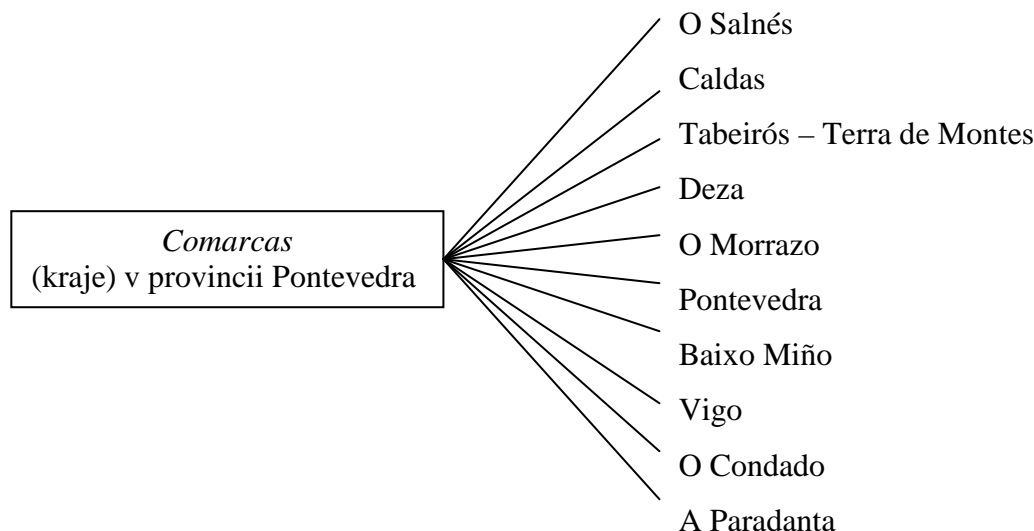 O Salnés
Caldas
Tabeirós – Terra de Montes
Deza
Comarcas
(kraje) v provincii Pontevedra
O Morrazo
Pontevedra
Baixo Miño
Vigo
O Condado
A Paradanta